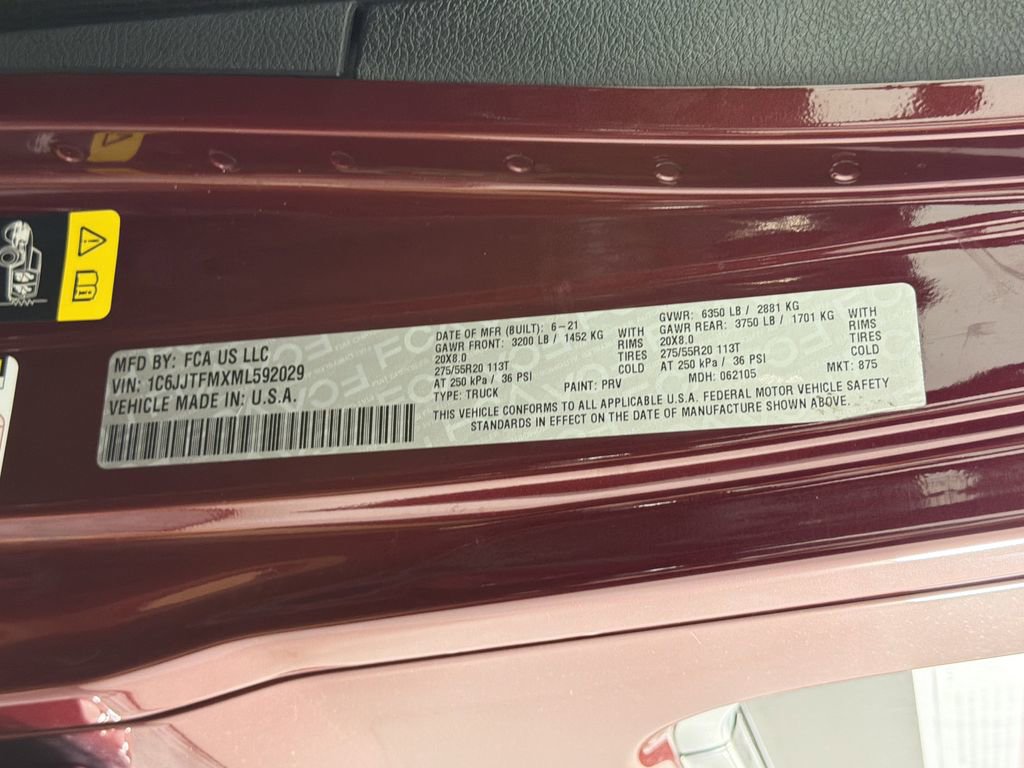 MFD BY: FCA US LLC
VIN: 1C6JJTFMXML592029
VEHICLE MADE IN: U.S.A.
DATE OF MFR (BUILT): 6-21
GAWR FRONT: 3200 LB / 1452 KG WITH
20X8.0 RIMS
275/55R20 113T TIRES
AT 250 kPa / 36 PSI COLD
TYPE: TRUCK PAINT: PRV
GVWR: 6350 LB / 2881 KG
GAWR REAR: 3750 LB / 1701 KG WITH
20X8.0 RIMS
275/55R20 113T TIRES
AT 250 kPa / 36 PSI COLD
MDH: 062105 MKT: 875
THIS VEHICLE CONFORMS TO ALL APPLICABLE U.S.A. FEDERAL MOTOR VEHICLE SAFETY
STANDARDS IN EFFECT ON THE DATE OF MANUFACTURE SHOWN ABOVE.